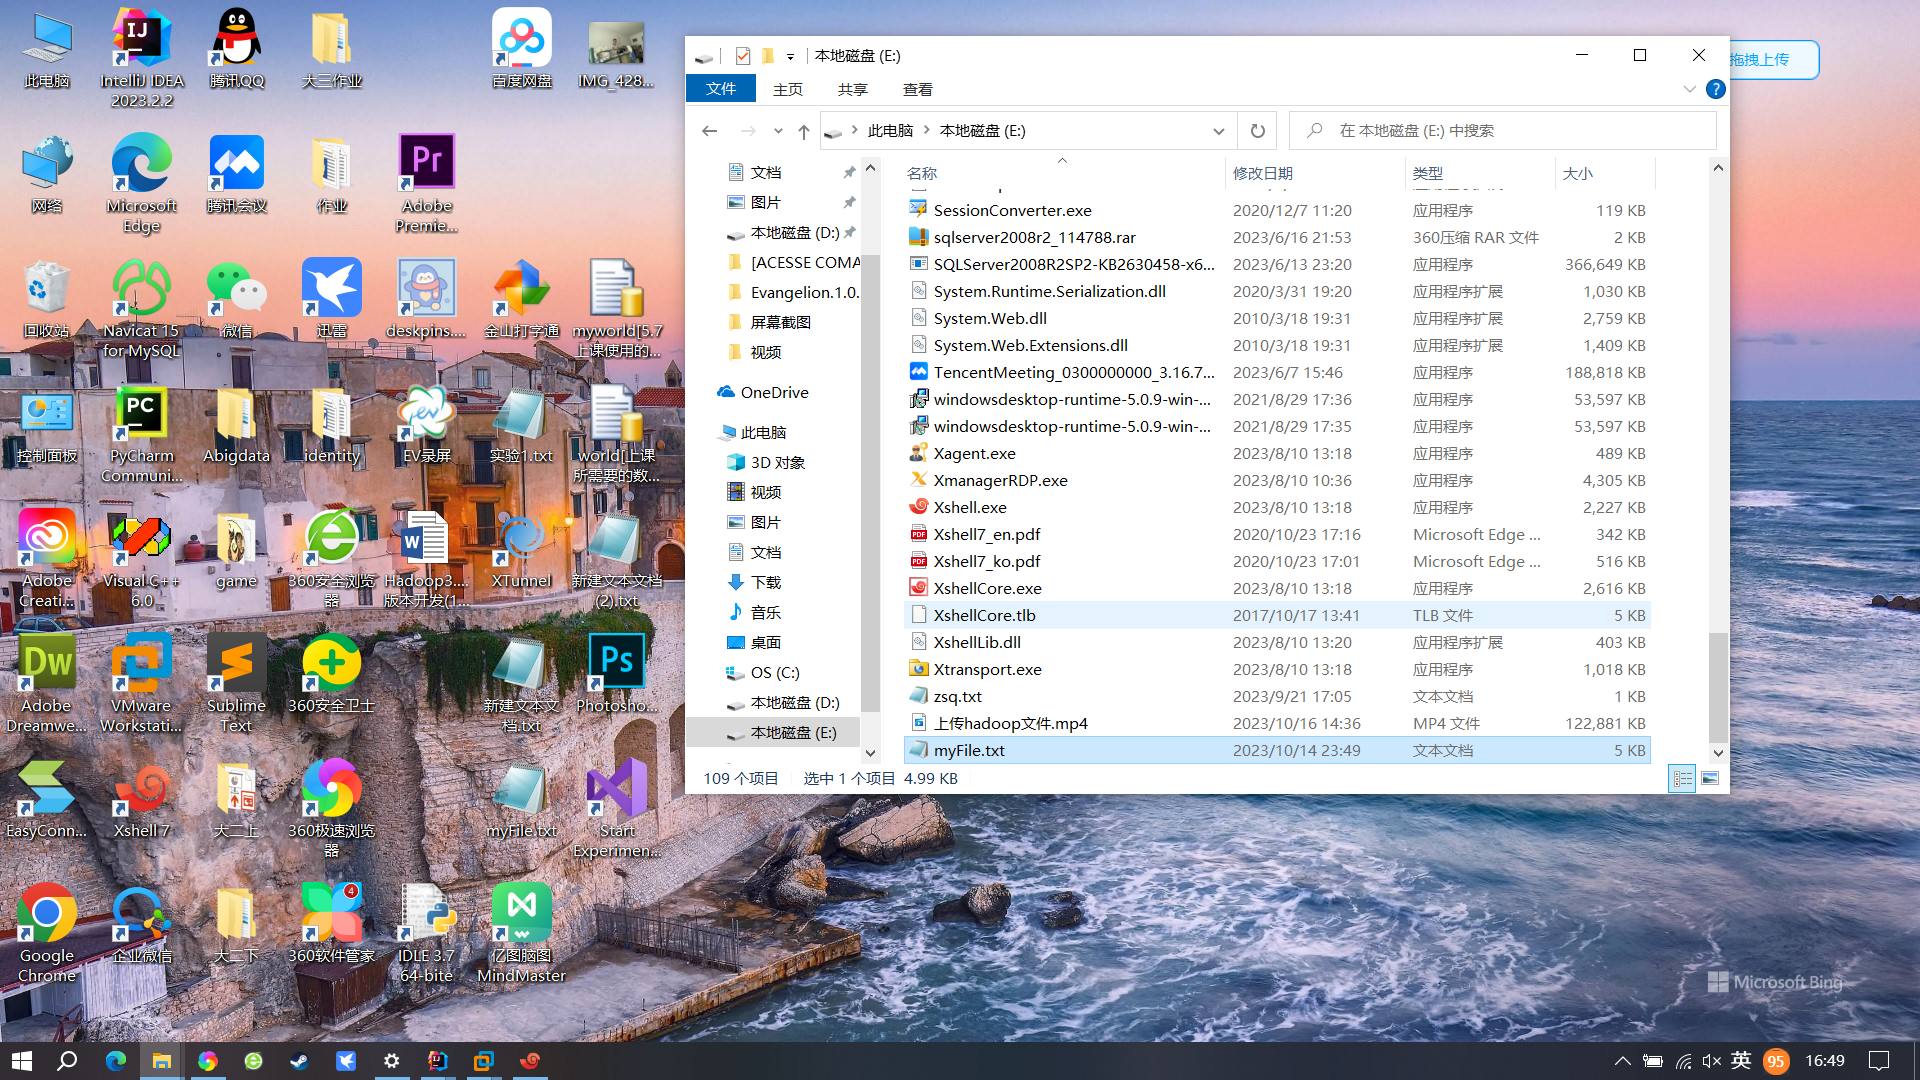 此电脑
IntelliJ IDEA
2023.2.2
腾讯QQ
大三作业
百度网盘
IMG_428...
网络
Microsoft
Edge
腾讯会议
作业
Adobe
Premie...
回收站
Navicat 15
for MySQL
微信
迅雷
deskpins....
金山打字通
myworld[5.7
上课使用的...
控制面板
PyCharm
Communi...
Abigdata
identity
EV录屏
实验1.txt
world[上课
所需要的数...
Adobe
Creati...
Visual C++
6.0
game
360安全浏览
器
Hadoop3....
版本开发(1...
XTunnel
新建文本文档
(2).txt
Adobe
Dreamwe...
VMware
Workstati...
Sublime
Text
360安全卫士
新建文本文
档.txt
Photosho...
EasyConn...
Xshell 7
大二上
360极速浏览
器
myFile.txt
Start
Experimen...
Google
Chrome
企业微信
大二下
360软件管家
IDLE 3.7
64-bite
亿图脑图
MindMaster
本地磁盘 (E:)
拖拽上传
文件 主页 共享 查看
此电脑 本地磁盘 (E:)
在 本地磁盘 (E:) 中搜索
文档
图片
本地磁盘 (D:)
[ACESSE COMA
Evangelion.1.0.
屏幕截图
视频
OneDrive
此电脑
3D 对象
视频
图片
文档
下载
音乐
桌面
OS (C:)
本地磁盘 (D:)
本地磁盘 (E:)
名称 修改日期 类型 大小
SessionConverter.exe 2020/12/7 11:20 应用程序 119 KB
sqlserver2008r2_114788.rar 2023/6/16 21:53 360压缩 RAR 文件 2 KB
SQLServer2008R2SP2-KB2630458-x6... 2023/6/13 23:20 应用程序 366,649 KB
System.Runtime.Serialization.dll 2020/3/31 19:20 应用程序扩展 1,030 KB
System.Web.dll 2010/3/18 19:31 应用程序扩展 2,759 KB
System.Web.Extensions.dll 2010/3/18 19:31 应用程序扩展 1,409 KB
TencentMeeting_0300000000_3.16.7... 2023/6/7 15:46 应用程序 188,818 KB
windowsdesktop-runtime-5.0.9-win-... 2021/8/29 17:36 应用程序 53,597 KB
windowsdesktop-runtime-5.0.9-win-... 2021/8/29 17:35 应用程序 53,597 KB
Xagent.exe 2023/8/10 13:18 应用程序 489 KB
XmanagerRDP.exe 2023/8/10 10:36 应用程序 4,305 KB
Xshell.exe 2023/8/10 13:18 应用程序 2,227 KB
Xshell7_en.pdf 2020/10/23 17:16 Microsoft Edge ... 342 KB
Xshell7_ko.pdf 2020/10/23 17:01 Microsoft Edge ... 516 KB
XshellCore.exe 2023/8/10 13:18 应用程序 2,616 KB
XshellCore.tlb 2017/10/17 13:41 TLB 文件 5 KB
XshellLib.dll 2023/8/10 13:20 应用程序扩展 403 KB
Xtransport.exe 2023/8/10 13:18 应用程序 1,018 KB
zsq.txt 2023/9/21 17:05 文本文档 1 KB
上传hadoop文件.mp4 2023/10/16 14:36 MP4 文件 122,881 KB
myFile.txt 2023/10/14 23:49 文本文档 5 KB
109 个项目 选中 1 个项目 4.99 KB
Microsoft Bing
英 95 16:49